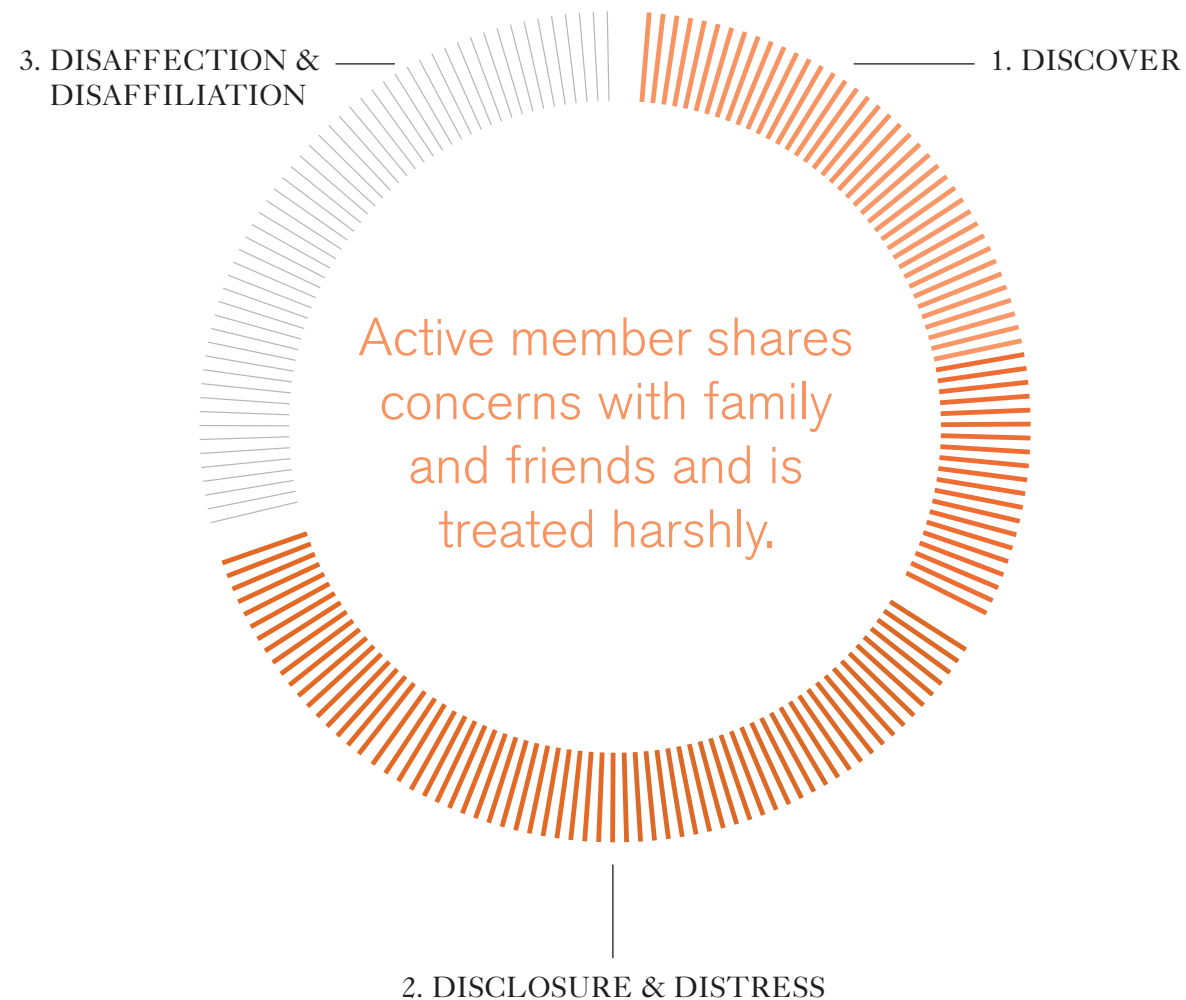 3. DISAFFECTION &
DISAFFILIATION
1. DISCOVER
Active member shares
concerns with family
and friends and is
treated harshly.
2. DISCLOSURE & DISTRESS